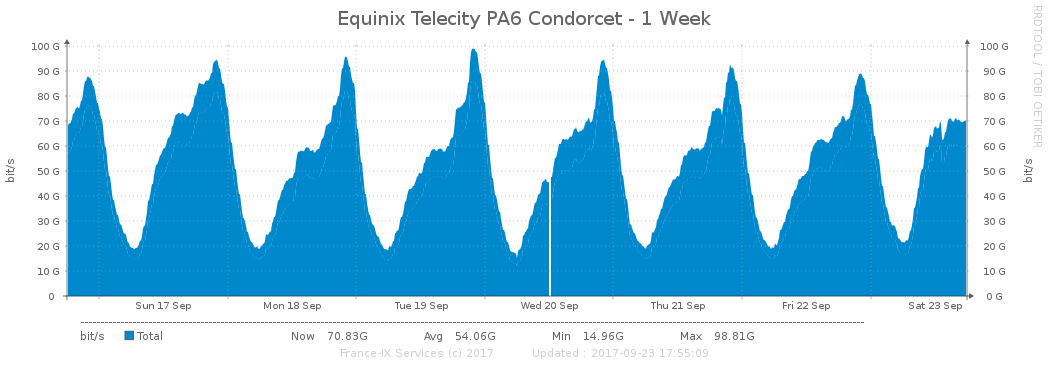 Equinix Telecity PA6 Condorcet - 1 Week
RRDTOOL / TOBI OETIKER
bit/s
bit/s
100 G 100 G
90 G 90 G
80 G 80 G
70 G 70 G
60 G 60 G
50 G 50 G
40 G 40 G
30 G 30 G
20 G 20 G
10 G 10 G
0 0 G
Sun 17 Sep Mon 18 Sep Tue 19 Sep Wed 20 Sep Thu 21 Sep Fri 22 Sep Sat 23 Sep
bit/s Total Now 70.83G Avg 54.06G Min 14.96G Max 98.81G
France-IX Services (c) 2017 Updated : 2017-09-23 17:55:09